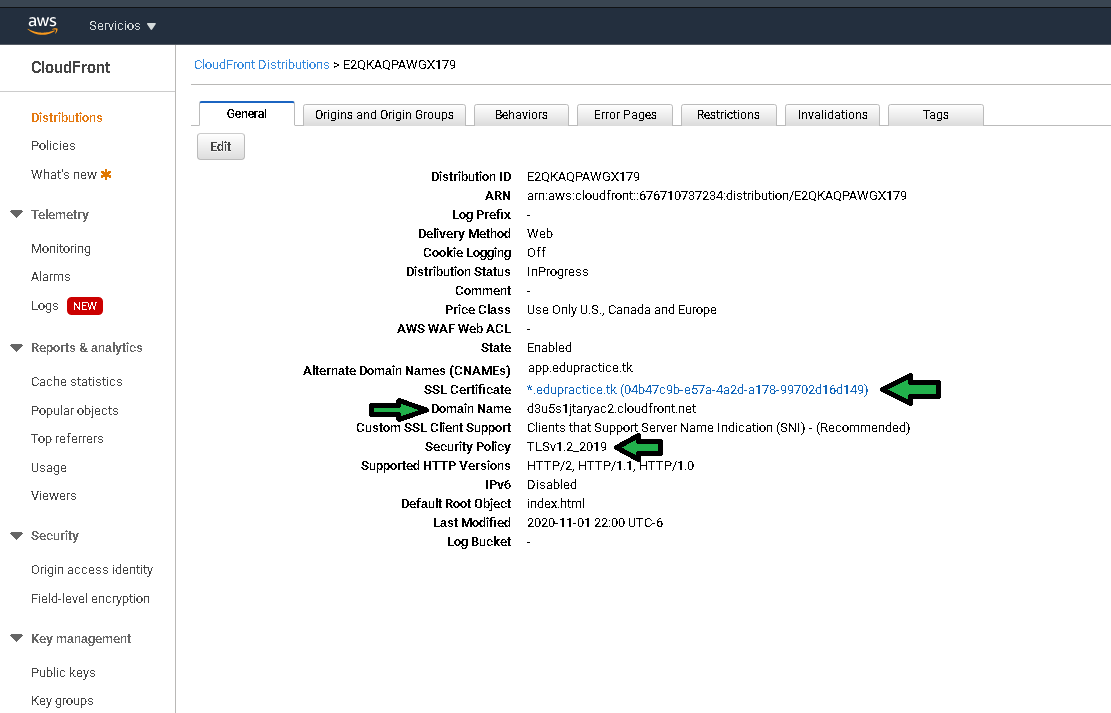 aws Servicios
CloudFront
CloudFront Distributions > E2QKAQPAWGX179
General Origins and Origin Groups Behaviors Error Pages Restrictions Invalidations Tags
Edit
Distributions
Policies
What's new
Telemetry
Monitoring
Alarms
Logs NEW
Reports & analytics
Cache statistics
Popular objects
Top referrers
Usage
Viewers
Security
Origin access identity
Field-level encryption
Key management
Public keys
Key groups
Distribution ID E2QKAQPAWGX179
ARN arn:aws:cloudfront::676710737234:distribution/E2QKAQPAWGX179
Log Prefix -
Delivery Method Web
Cookie Logging Off
Distribution Status InProgress
Comment -
Price Class Use Only U.S., Canada and Europe
AWS WAF Web ACL -
State Enabled
Alternate Domain Names (CNAMEs) app.edupractice.tk
SSL Certificate *.edupractice.tk (04b47c9b-e57a-4a2d-a178-99702d16d149)
Domain Name d3u5s1jtaryac2.cloudfront.net
Custom SSL Client Support Clients that Support Server Name Indication (SNI) - (Recommended)
Security Policy TLSv1.2_2019
Supported HTTP Versions HTTP/2, HTTP/1.1, HTTP/1.0
IPv6 Disabled
Default Root Object index.html
Last Modified 2020-11-01 22:00 UTC-6
Log Bucket -